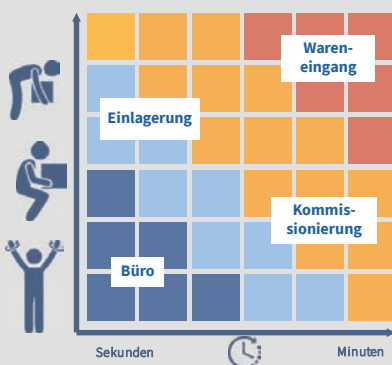 Waren-
eingang
Einlagerung
Kommis-
sionierung
Büro
Sekunden
Minuten